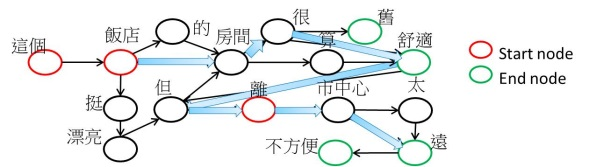 很 舊
這個 飯店 的 房間 算 舒適
挺 但 離 市中心 太
漂亮 不方便 遠
Start node
End node